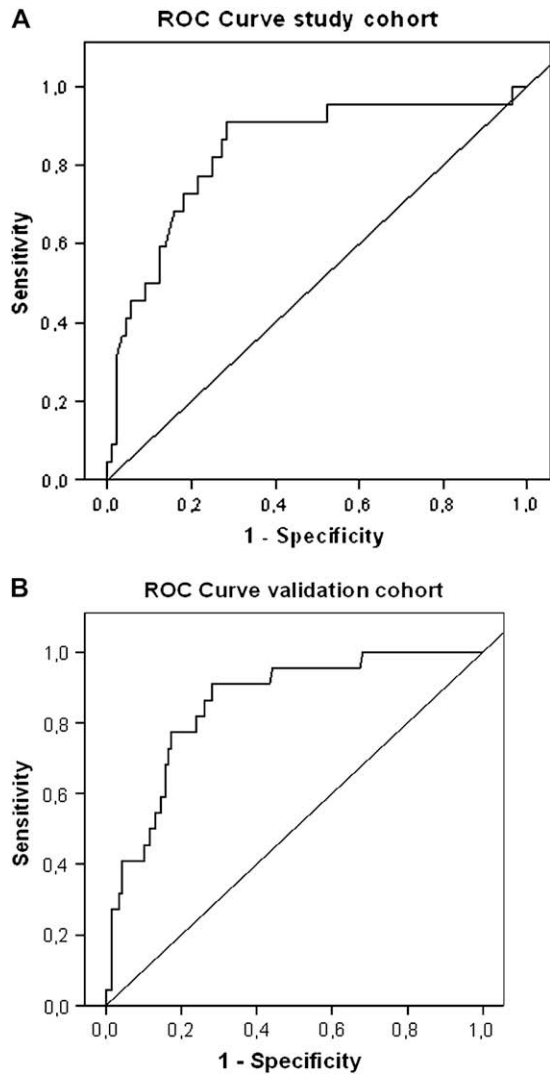 A
ROC Curve study cohort
1,0
0,8
0,6
0,4
0,2
0,0
Sensitivity
0,0 0,2 0,4 0,6 0,8 1,0
1 - Specificity
B
ROC Curve validation cohort
1,0
0,8
0,6
0,4
0,2
0,0
Sensitivity
0,0 0,2 0,4 0,6 0,8 1,0
1 - Specificity